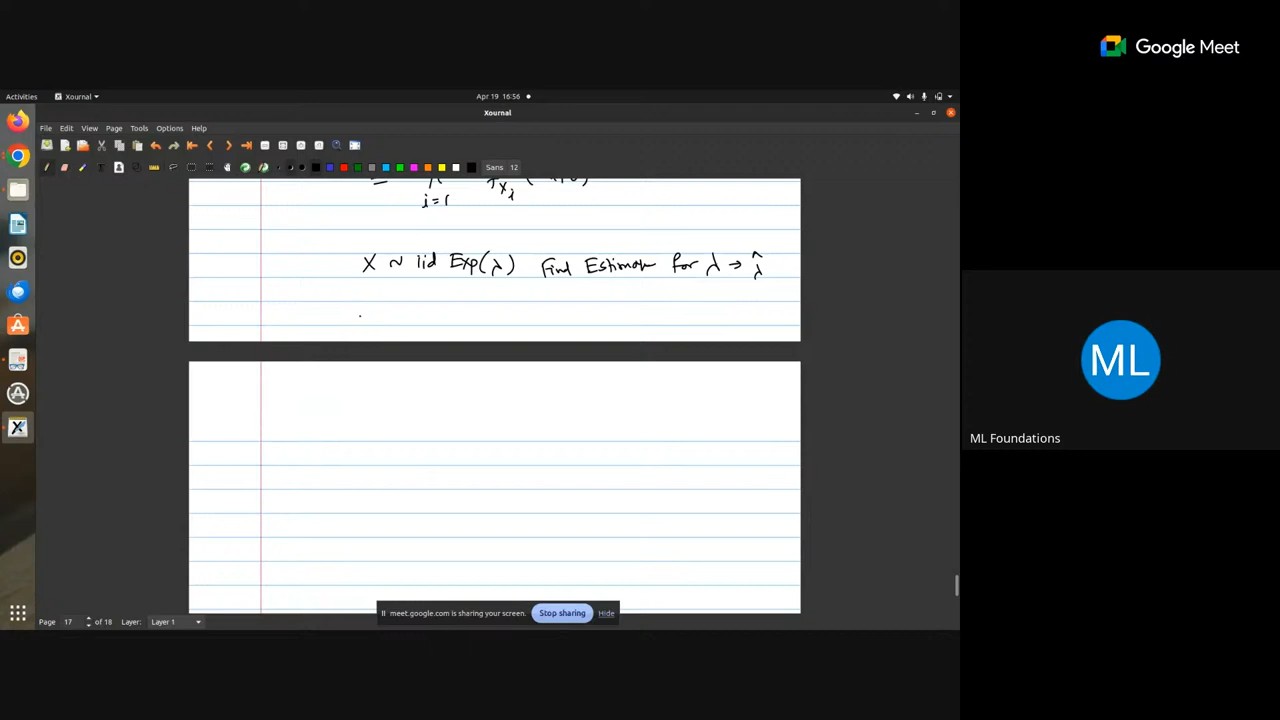 Google Meet
Activities
Xournal
Apr 19 16:56
Xournal
File Edit View Page Tools Options Help
Sans 12
i=1
X ~ iid Exp(λ) Find Estimator for λ → λ̂
ML
ML Foundations
meet.google.com is sharing your screen.
Stop sharing
Hide
Page 17 of 18 Layer: Layer 1